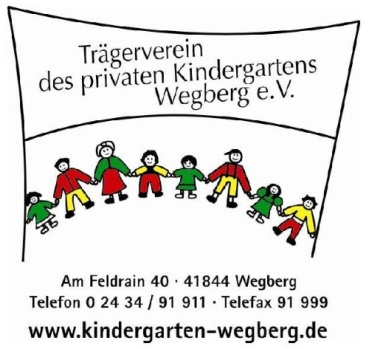 Trägerverein
des privaten Kindergartens
Wegberg e.V.
Am Feldrain 40 · 41844 Wegberg
Telefon 0 24 34 / 91 911 · Telefax 91 999
www.kindergarten-wegberg.de